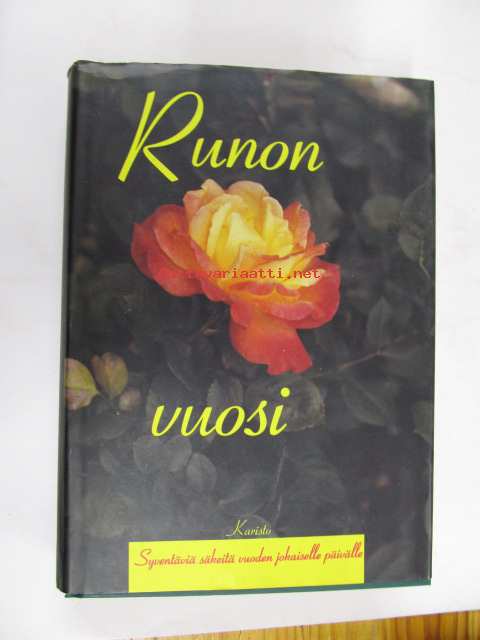 Runon
antikvariaatti.net
vuosi
Karisto
Syventäviä säkeitä vuoden jokaiselle päivälle